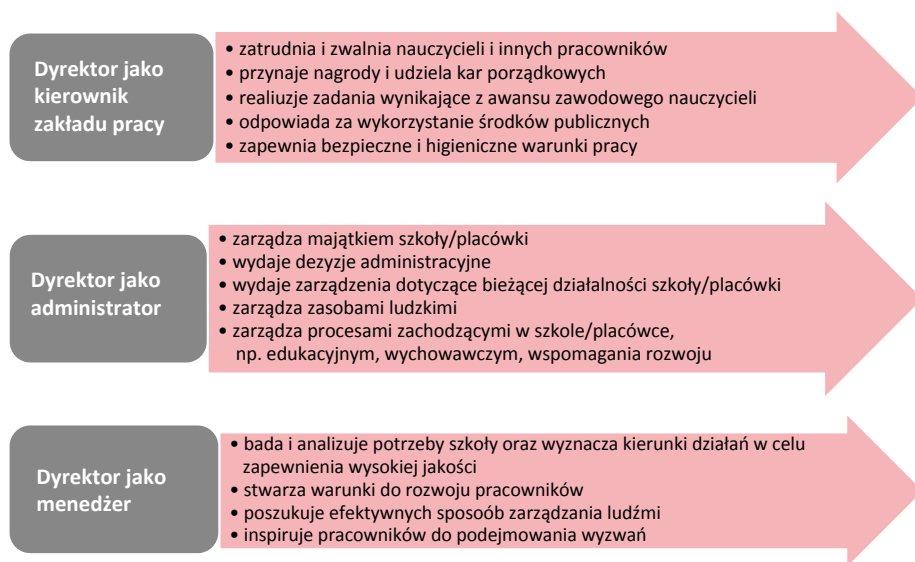 Dyrektor jako
kierownik
zakładu pracy
• zatrudnia i zwalnia nauczycieli i innych pracowników
• przynaje nagrody i udziela kar porządkowych
• realiuzje zadania wynikające z awansu zawodowego nauczycieli
• odpowiada za wykorzystanie środków publicznych
• zapewnia bezpieczne i higieniczne warunki pracy
Dyrektor jako
administrator
• zarządza majątkiem szkoły/placówki
• wydaje dezyzje administracyjne
• wydaje zarządzenia dotyczące bieżącej działalności szkoły/placówki
• zarządza zasobami ludzkimi
• zarządza procesami zachodzącymi w szkole/placówce,
np. edukacyjnym, wychowawczym, wspomagania rozwoju
Dyrektor jako
menedżer
• bada i analizuje potrzeby szkoły oraz wyznacza kierunki działań w celu
zapewnienia wysokiej jakości
• stwarza warunki do rozwoju pracowników
• poszukuje efektywnych sposoób zarządzania ludźmi
• inspiruje pracowników do podejmowania wyzwań